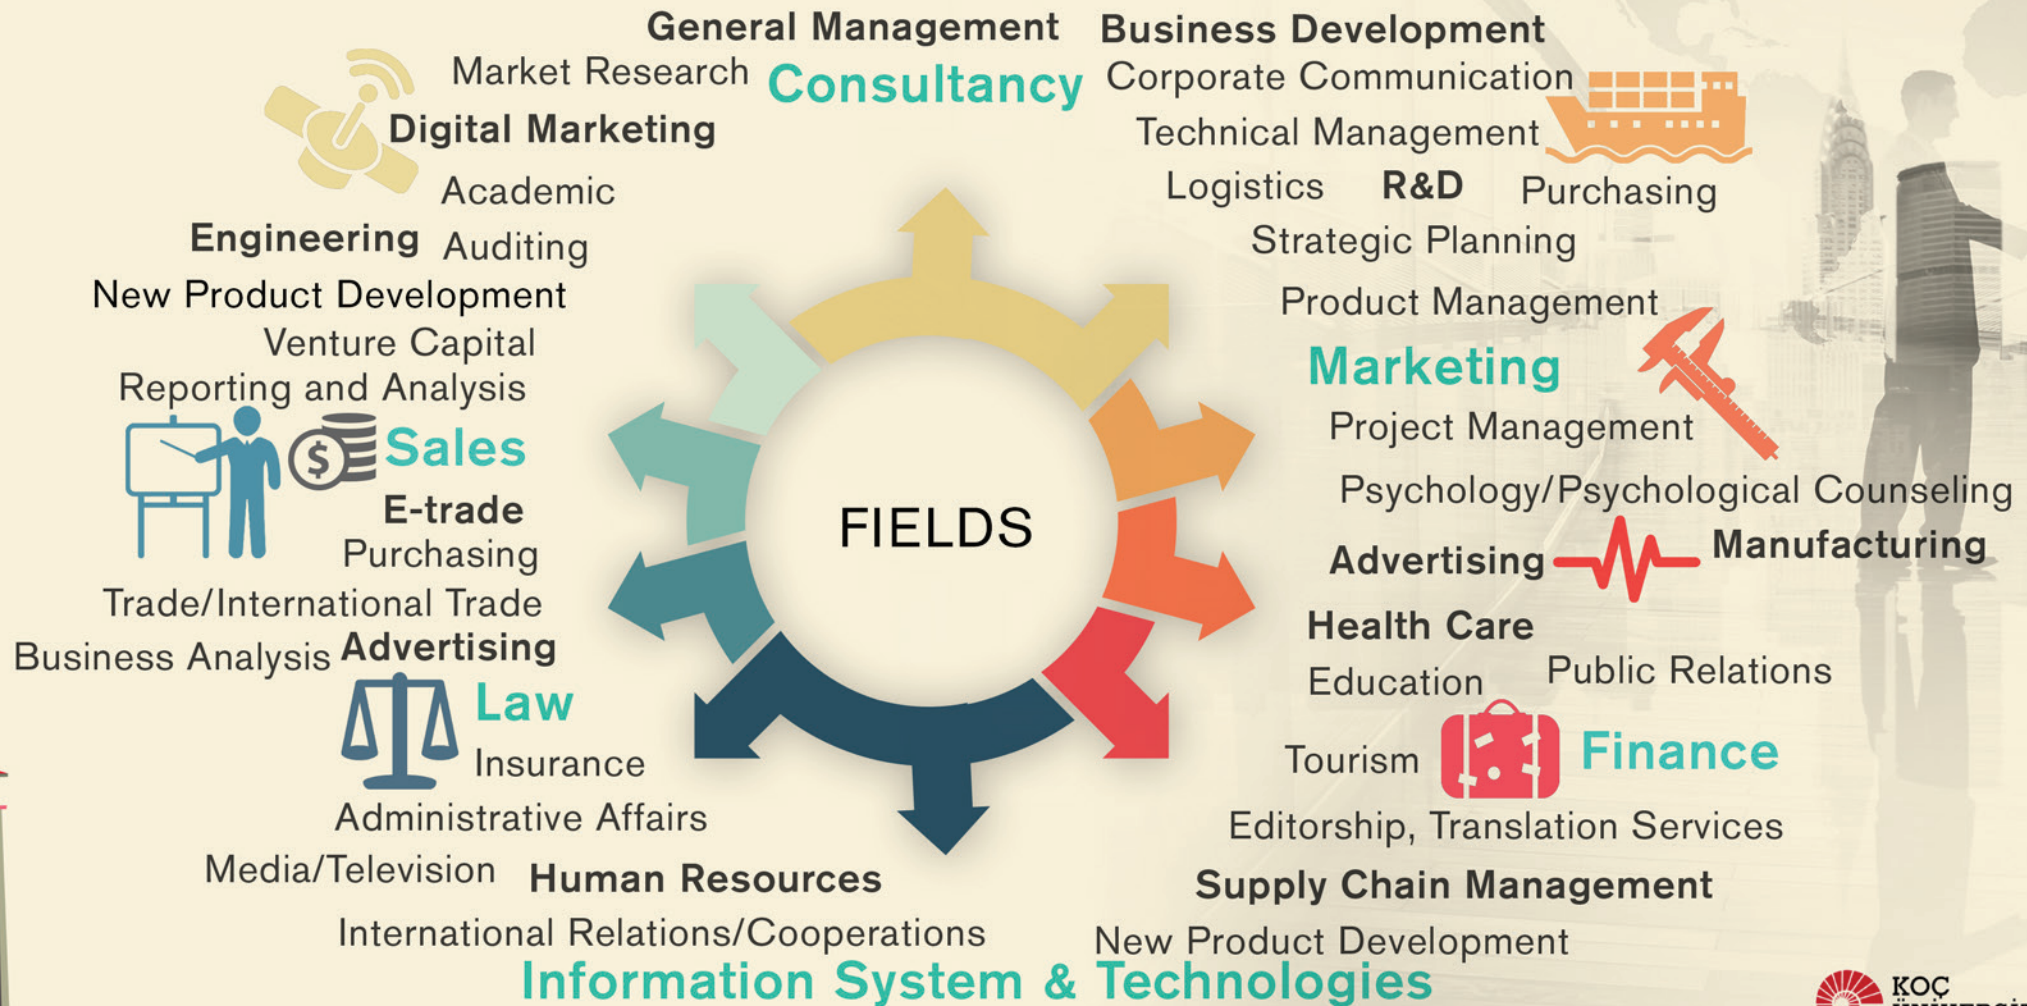 General Management
Business Development
Market Research
Consultancy
Corporate Communication
Digital Marketing
Technical Management
Academic
Logistics
R&D
Purchasing
Engineering
Auditing
Strategic Planning
New Product Development
Product Management
Venture Capital
Marketing
Reporting and Analysis
Project Management
$
Sales
Psychology/Psychological Counseling
E-trade
FIELDS
Purchasing
Advertising
Manufacturing
Trade/International Trade
Health Care
Business Analysis
Advertising
Education
Public Relations
Law
Insurance
Tourism
Finance
Administrative Affairs
Editorship, Translation Services
Media/Television
Human Resources
Supply Chain Management
International Relations/Cooperations
New Product Development
Information System & Technologies
KOÇ